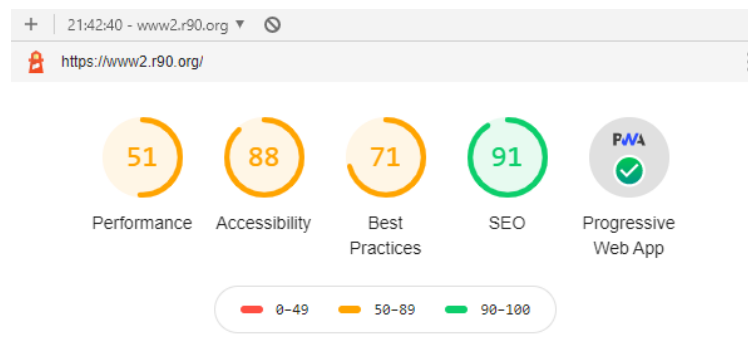 21:42:40 - www2.r90.org
https://www2.r90.org/
51 88 71 91 PWA
Performance Accessibility Best Practices SEO Progressive Web App
0-49 50-89 90-100